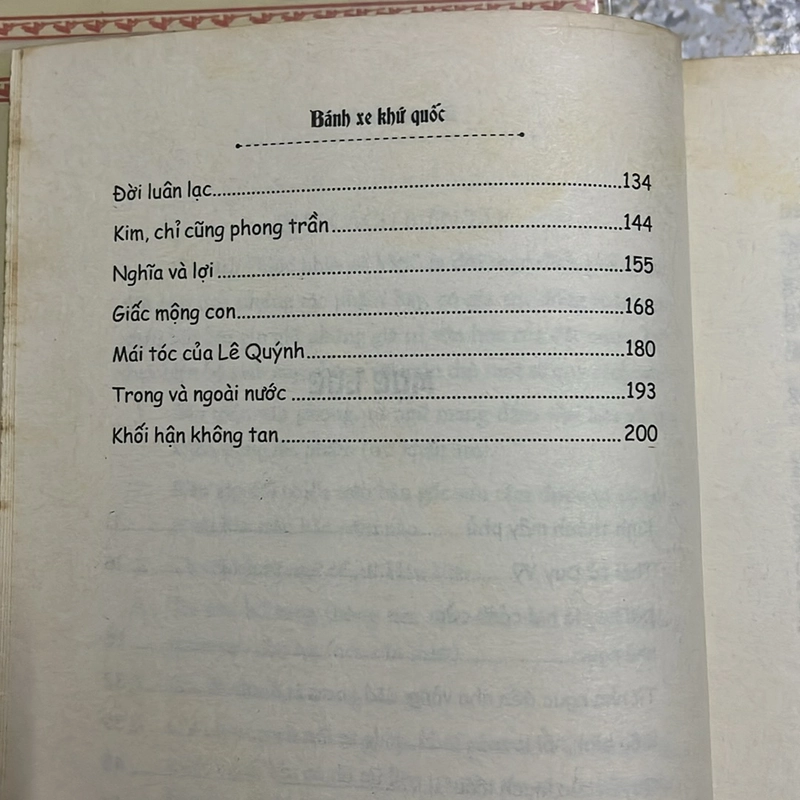 Bánh xe khứ quốc
Đời luân lạc....................134
Kim, chỉ cũng phong trần....................144
Nghĩa và lợi....................155
Giấc mộng con....................168
Mái tóc của Lê Quýnh....................180
Trong và ngoài nước....................193
Khối hận không tan....................200